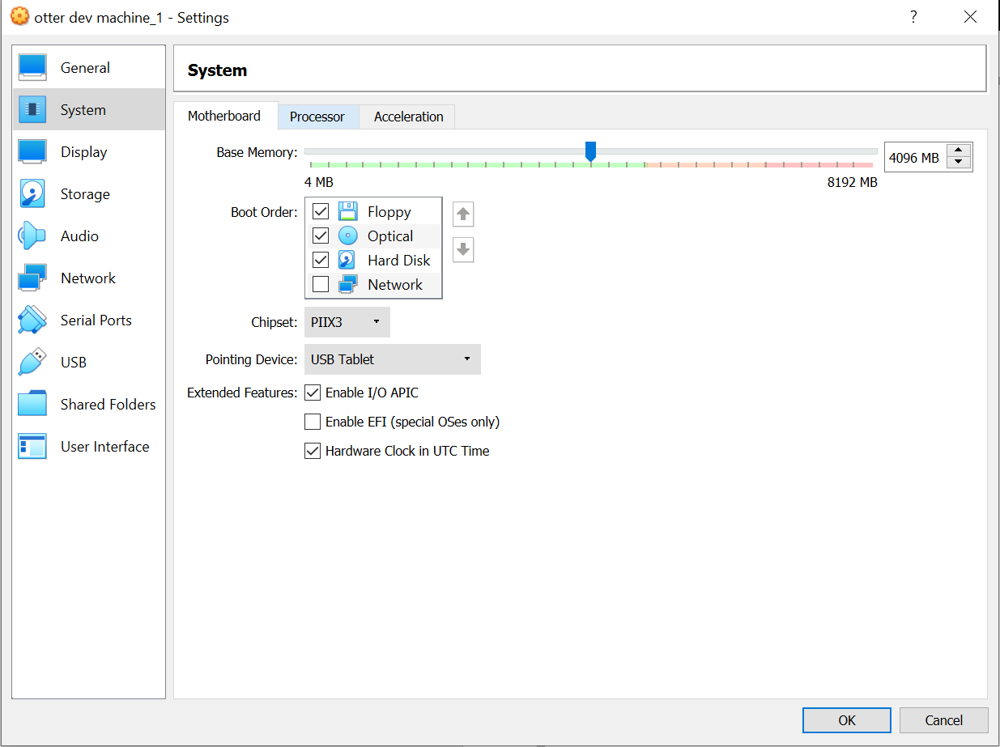 otter dev machine_1 - Settings
?
General
System
Display
Storage
Audio
Network
Serial Ports
USB
Shared Folders
User Interface
System
Motherboard Processor Acceleration
Base Memory: 4096 MB
4 MB 8192 MB
Boot Order: Floppy
Optical
Hard Disk
Network
Chipset: PIIX3
Pointing Device: USB Tablet
Extended Features: Enable I/O APIC
Enable EFI (special OSes only)
Hardware Clock in UTC Time
OK Cancel